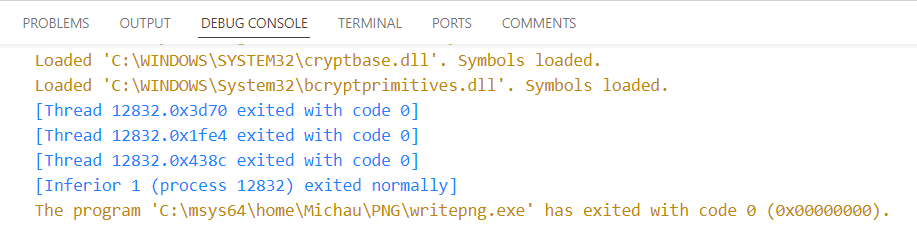 PROBLEMS OUTPUT DEBUG CONSOLE TERMINAL PORTS COMMENTS
Loaded 'C:\WINDOWS\SYSTEM32\cryptbase.dll'. Symbols loaded.
Loaded 'C:\WINDOWS\System32\bcryptprimitives.dll'. Symbols loaded.
[Thread 12832.0x3d70 exited with code 0]
[Thread 12832.0x1fe4 exited with code 0]
[Thread 12832.0x438c exited with code 0]
[Inferior 1 (process 12832) exited normally]
The program 'C:\msys64\home\Michau\PNG\writepng.exe' has exited with code 0 (0x00000000).